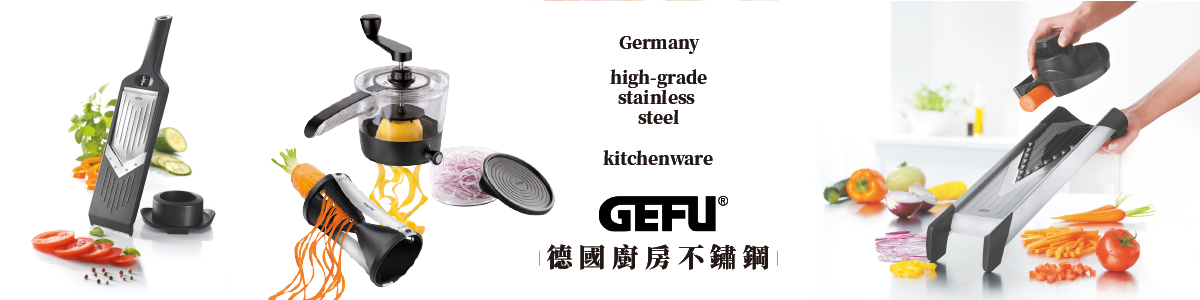 Germany
high-grade
stainless
steel
kitchenware
GEFU®
德國廚房不鏽鋼